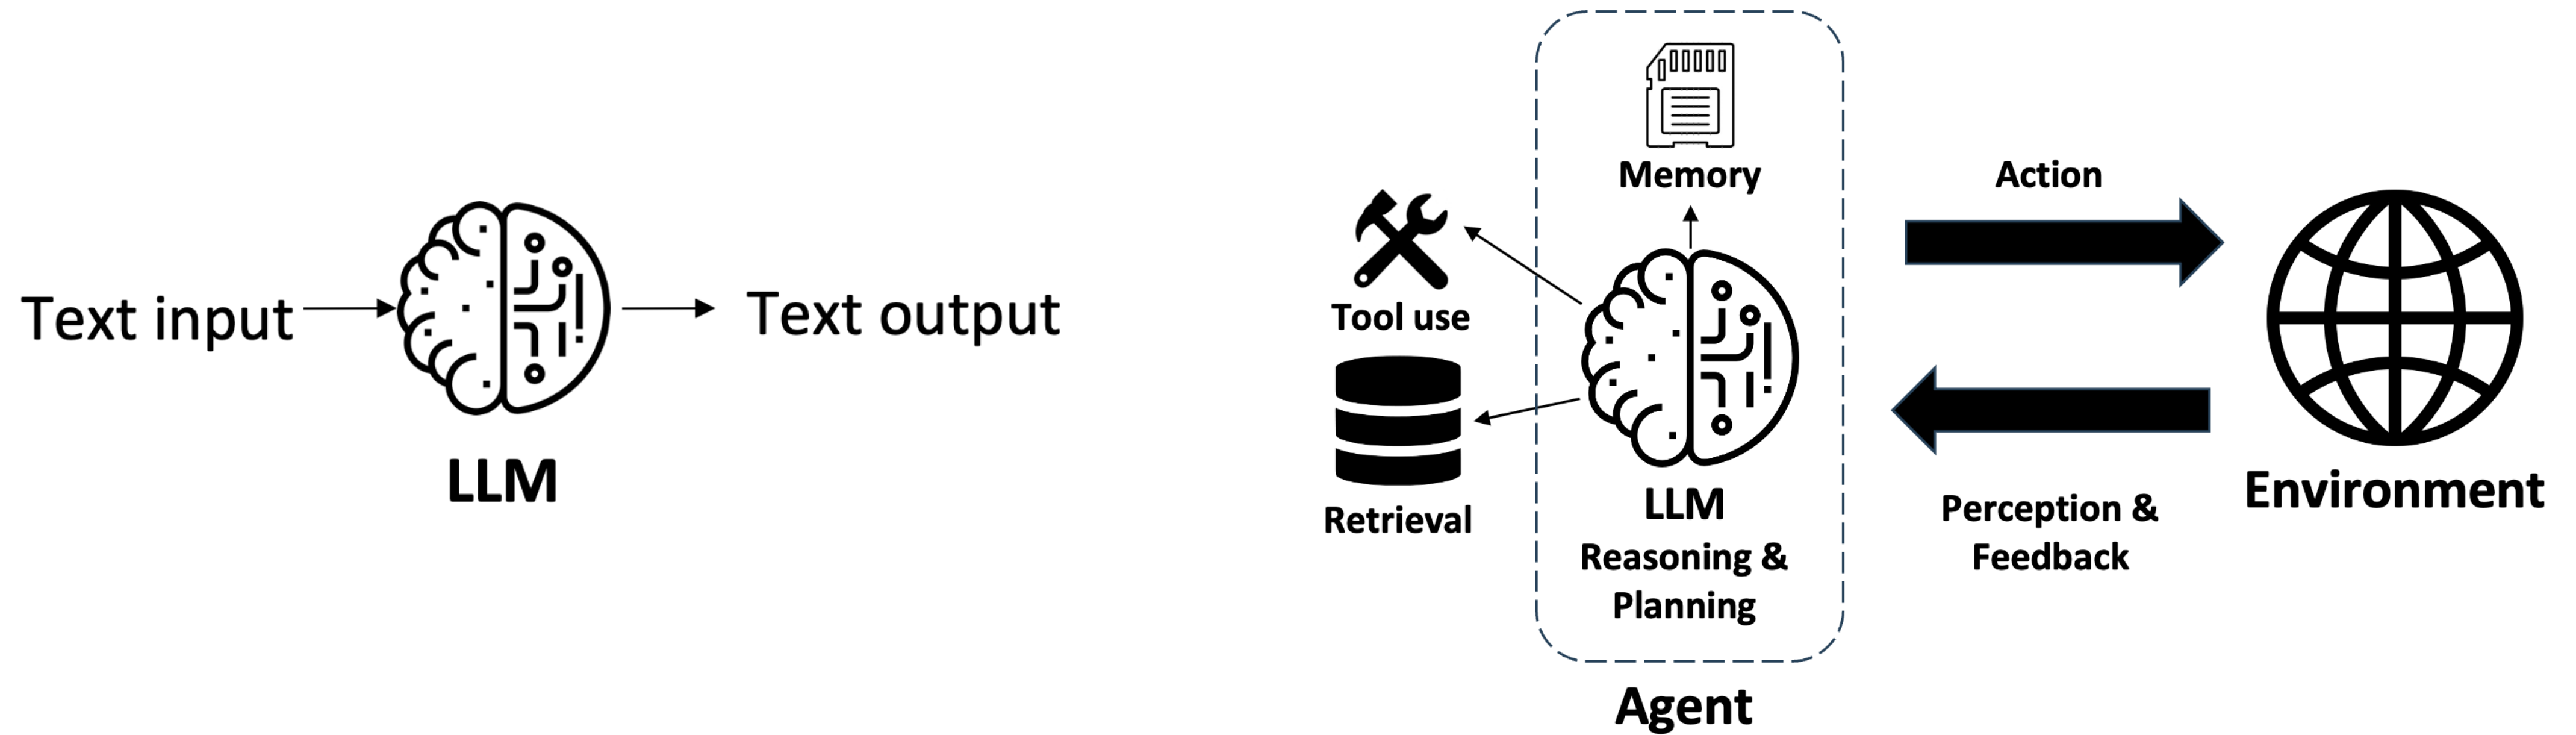 Text input
Text output
LLM
Memory
Tool use
Retrieval
LLM
Reasoning &
Planning
Agent
Action
Perception &
Feedback
Environment